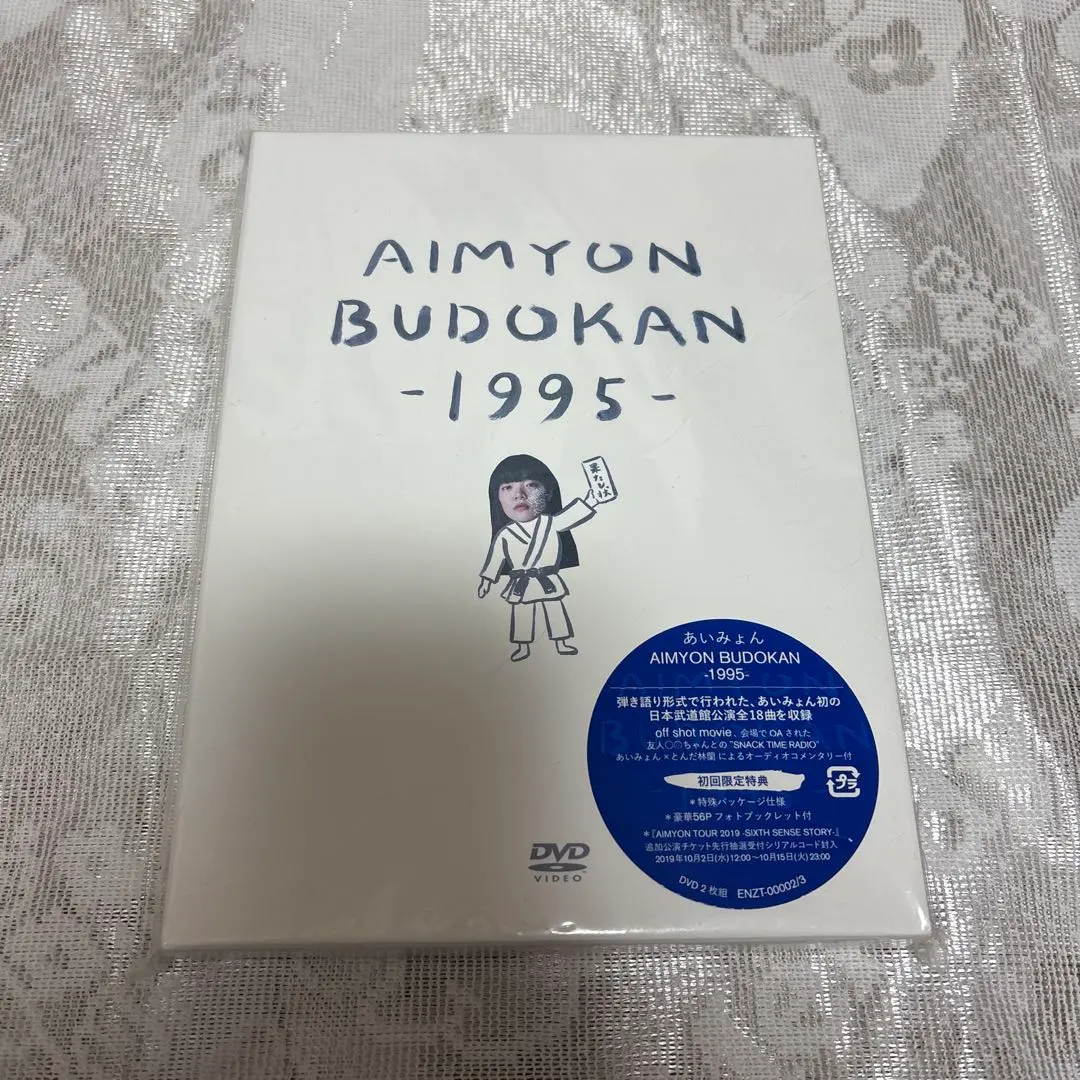 AIMYON
BUDOKAN
-1995-
果たし状
あいみょん
AIMYON BUDOKAN
-1995-
弾き語り形式で行われた、あいみょん初の
日本武道館公演全18曲を収録
off shot movie、会場で OA された
友人〇〇ちゃんとの "SNACK TIME RADIO"
あいみょん×とんだ林蘭 によるオーディオコメンタリー付
初回限定特典
プラ
*特殊パッケージ仕様
*豪華56P フォトブックレット付
*『AIMYON TOUR 2019 -SIXTH SENSE STORY-』
追加公演チケット先行抽選受付シリアルコード封入
2019年10月2日(水)12:00〜10月15日(火)23:00
DVD 2 枚組 ENZT-00002/3
DVD
VIDEO